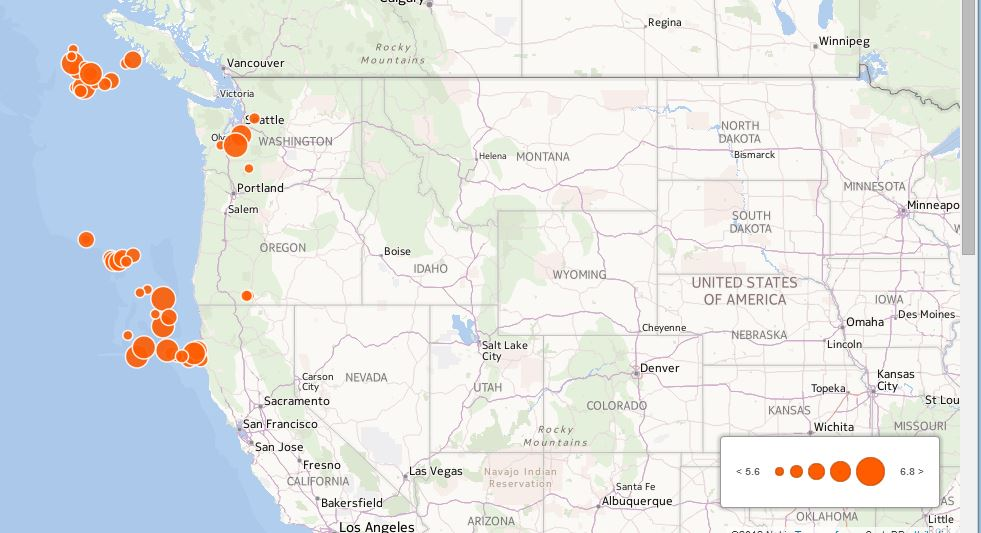 Calgary
Regina
Rocky
Mountains
Winnipeg
Vancouver
Victoria
Seattle
WASHINGTON
Helena
MONTANA
NORTH
DAKOTA
Bismarck
Portland
Salem
MINNESOTA
Minneapo
SOUTH
DAKOTA
OREGON
Boise
IDAHO
WYOMING
UNITED STATES
OF AMERICA
IOWA
Des Moines
Cheyenne
NEBRASKA
Omaha
Lincoln
Salt Lake
City
Carson
City
NEVADA
UTAH
Denver
COLORADO
Topeka
Kansas
City
KANSAS
St Lou
Sacramento
San Francisco
San Jose
Rocky
Mountains
Wichita
MISSOURI
Fresno
CALIFORNIA
Las Vegas
Navajo Indian
Reservation
< 5.6
6.8 >
Bakersfield
Santa Fe
Albuquerque
Los Angeles
ARIZONA
OKLAHOMA
AS
Little